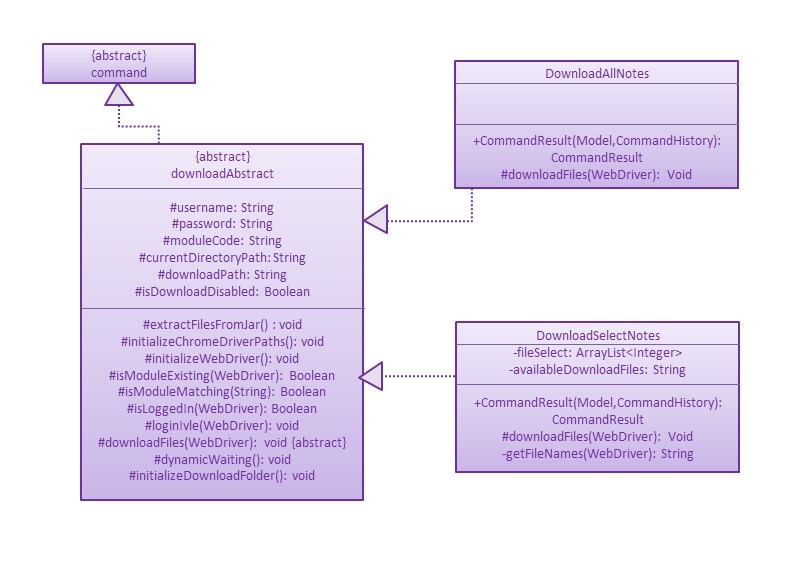 {abstract}
command
{abstract}
downloadAbstract
#username: String
#password: String
#moduleCode: String
#currentDirectoryPath: String
#downloadPath: String
#isDownloadDisabled: Boolean
#extractFilesFromJar() : void
#initializeChromeDriverPaths(): void
#initializeWebDriver(): void
#isModuleExisting(WebDriver): Boolean
#isModuleMatching(String): Boolean
#isLoggedIn(WebDriver): Boolean
#loginIvle(WebDriver): void
#downloadFiles(WebDriver): void {abstract}
#dynamicWaiting(): void
#initializeDownloadFolder(): void
DownloadAllNotes
+CommandResult(Model,CommandHistory):
CommandResult
#downloadFiles(WebDriver): Void
DownloadSelectNotes
-fileSelect: ArrayList<Integer>
-availableDownloadFiles: String
+CommandResult(Model,CommandHistory):
CommandResult
#downloadFiles(WebDriver): Void
-getFileNames(WebDriver): String